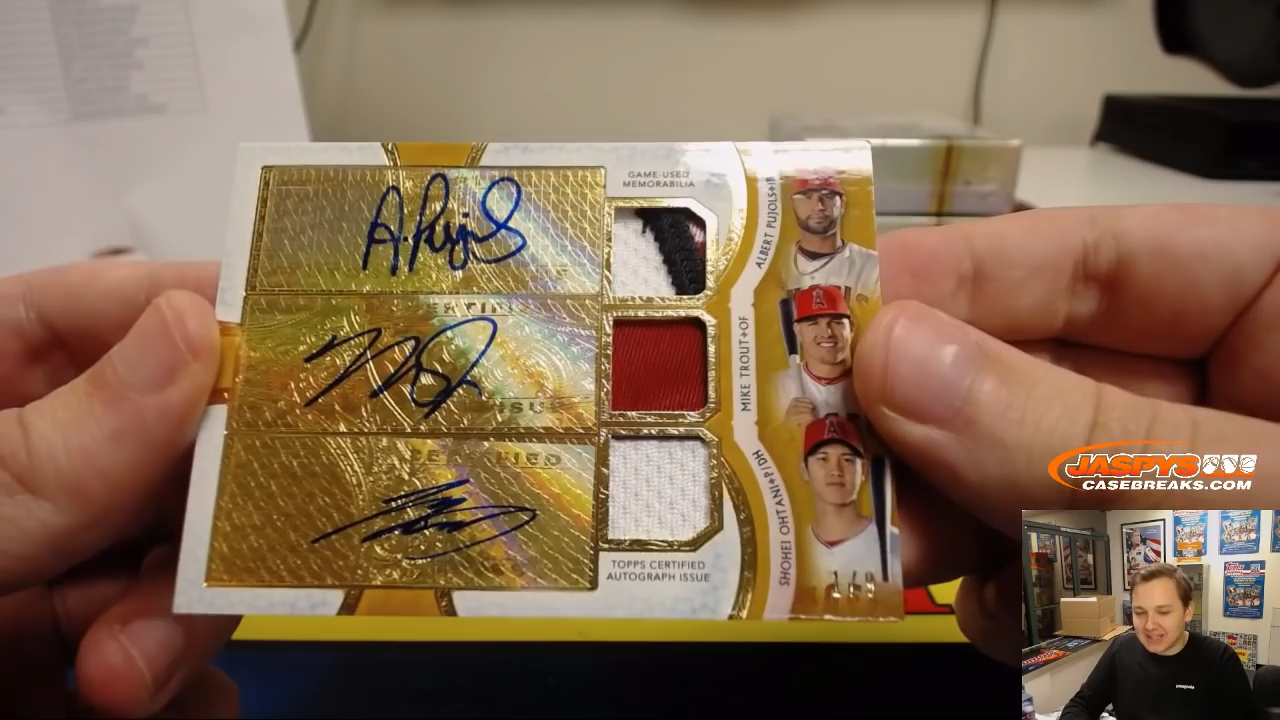 GAME-USED
MEMORABILIA
A. Pujols
ALBERT PUJOLS♦1B
MIKE TROUT♦OF
SHOHEI OHTANI♦P/DH
TOPPS CERTIFIED
AUTOGRAPH ISSUE
JASPYS
CASEBREAKS.COM